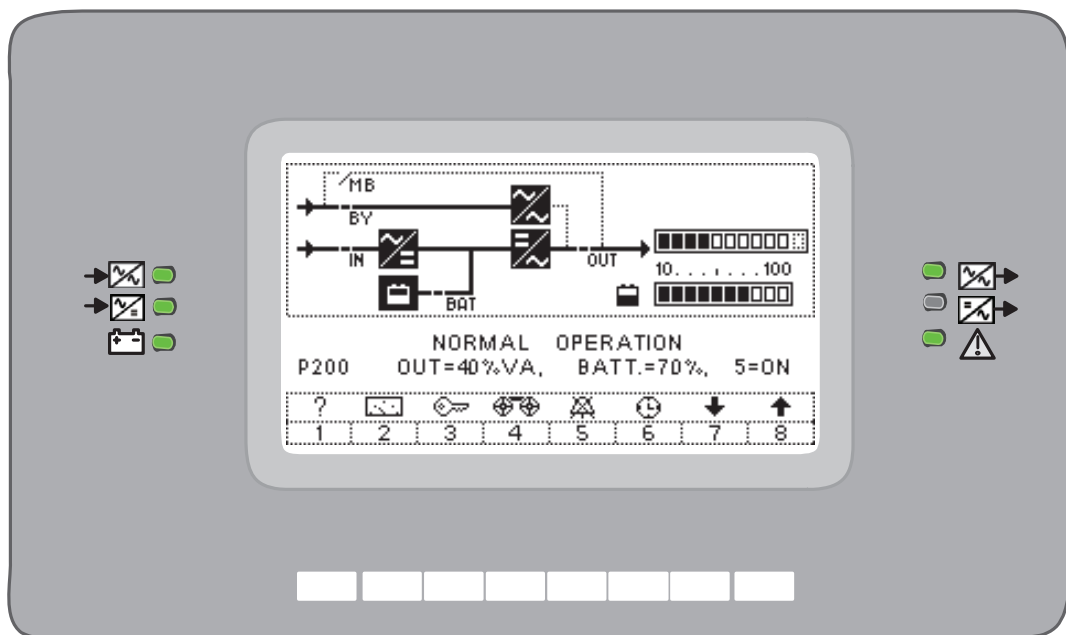 MB
BY
IN
OUT
BAT
10. . . ı . . .100
NORMAL OPERATION
P200 OUT=40%VA, BATT.=70%, 5=ON
?
1 2 3 4 5 6 7 8